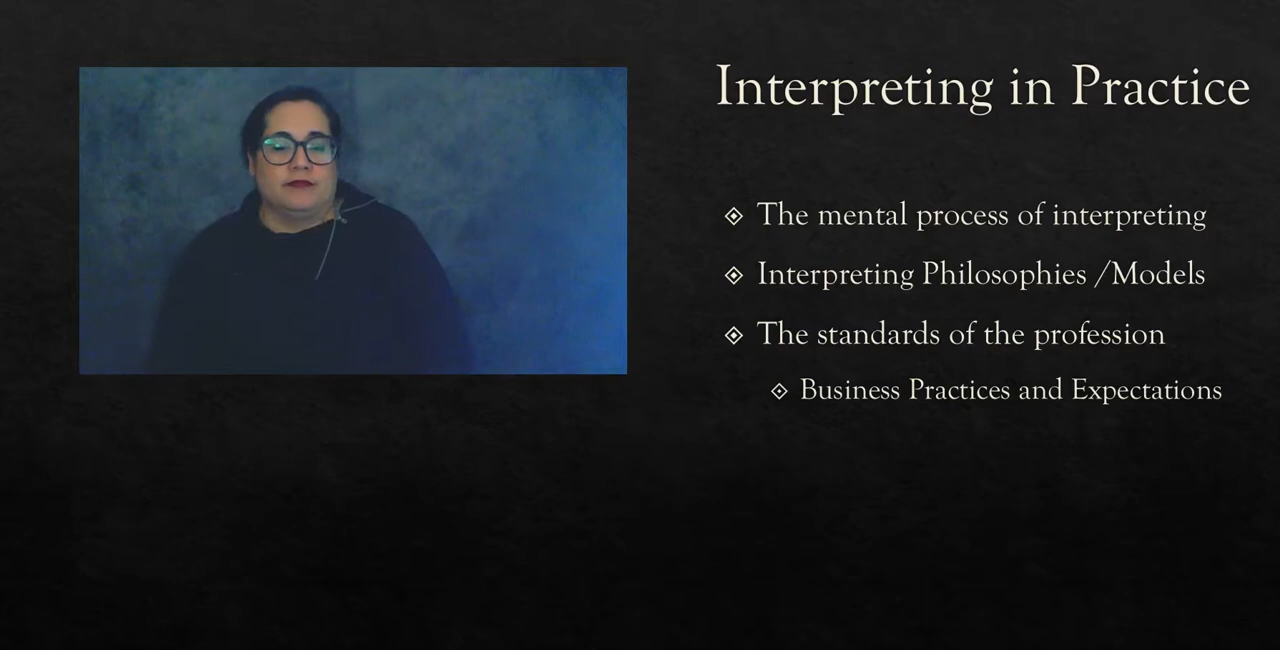 Interpreting in Practice
The mental process of interpreting
Interpreting Philosophies /Models
The standards of the profession
Business Practices and Expectations